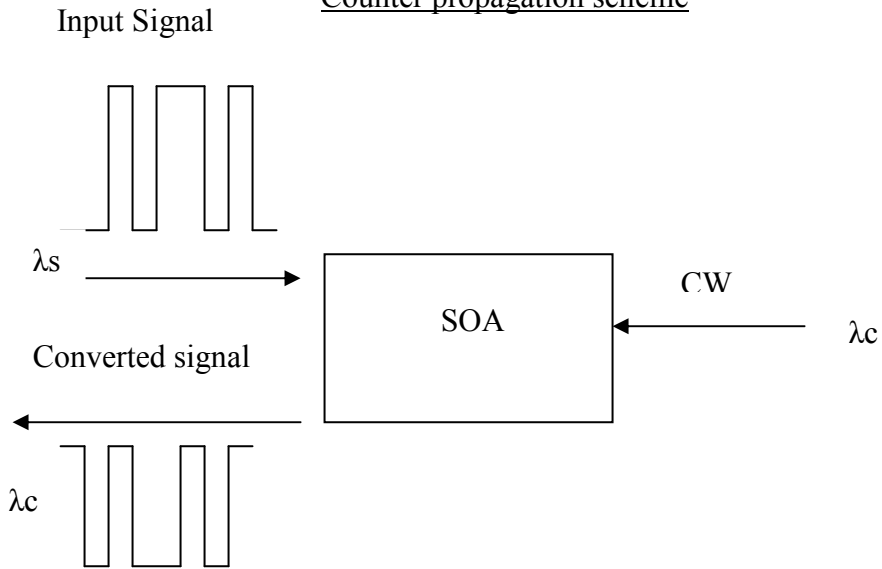 Counter propagation scheme
Input Signal
λs
CW
SOA
λc
Converted signal
λc